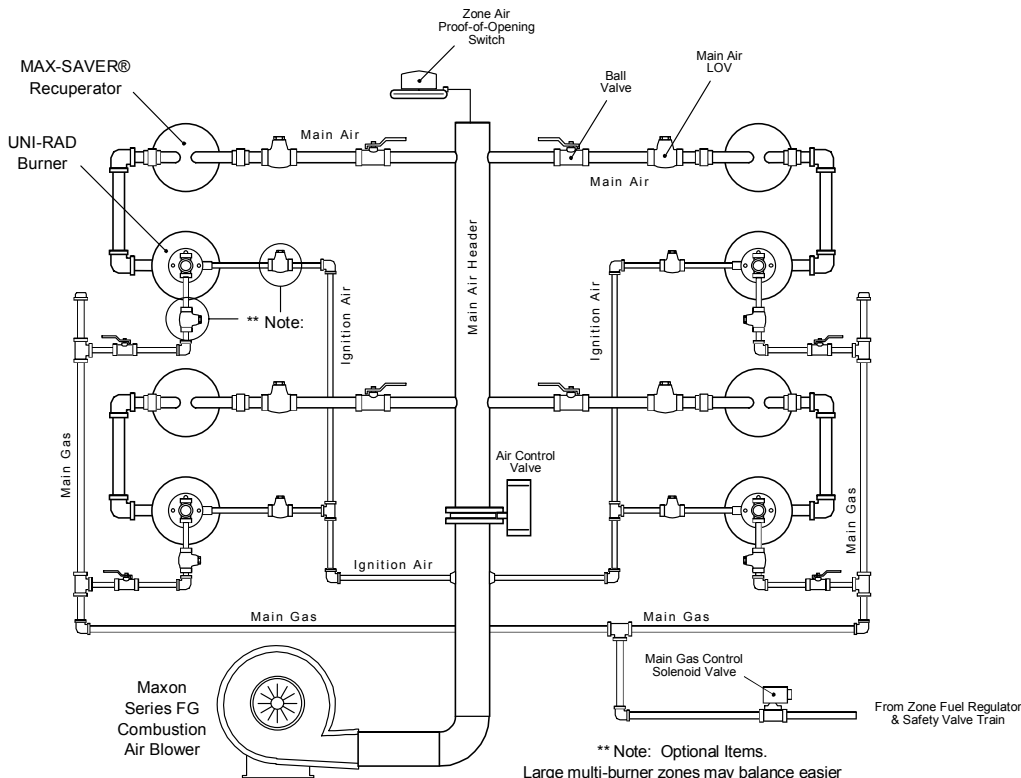 Zone Air
Proof-of-Opening
Switch
MAX-SAVER®
Recuperator
Ball
Valve
Main Air
LOV
UNI-RAD
Burner
Main Air
Main Air
Main Air Header
** Note:
Ignition Air
Ignition Air
Main Gas
Air Control
Valve
Main Gas
Ignition Air
Main Gas
Main Gas
Main Gas Control
Solenoid Valve
Maxon
Series FG
Combustion
Air Blower
From Zone Fuel Regulator
& Safety Valve Train
** Note: Optional Items.
Large multi-burner zones may balance easier